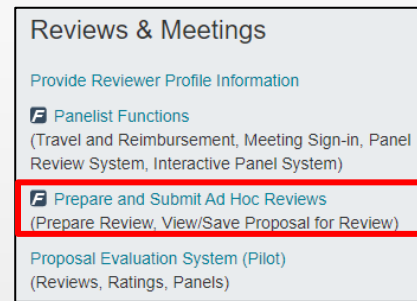 Reviews & Meetings
Provide Reviewer Profile Information
F Panelist Functions
(Travel and Reimbursement, Meeting Sign-in, Panel
Review System, Interactive Panel System)
F Prepare and Submit Ad Hoc Reviews
(Prepare Review, View/Save Proposal for Review)
Proposal Evaluation System (Pilot)
(Reviews, Ratings, Panels)